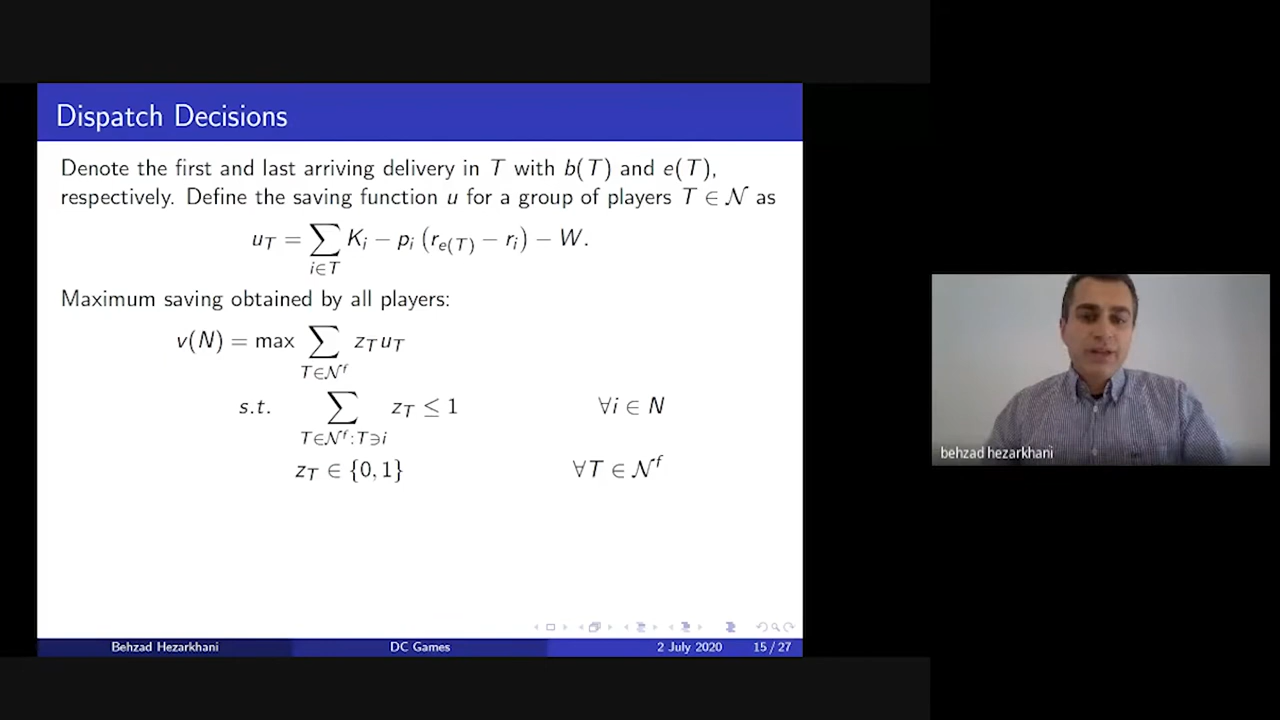 Dispatch Decisions
Denote the first and last arriving delivery in T with b(T) and e(T),
respectively. Define the saving function u for a group of players T ∈ 𝒩 as
u_T = ∑_{i∈T} K_i − p_i (r_{e(T)} − r_i) − W.
Maximum saving obtained by all players:
v(N) = max ∑_{T∈𝒩^f} z_T u_T
s.t. ∑_{T∈𝒩^f:T∋i} z_T ≤ 1 ∀i ∈ N
z_T ∈ {0, 1} ∀T ∈ 𝒩^f
Behzad Hezarkhani DC Games 2 July 2020 15 / 27
behzad hezarkhani